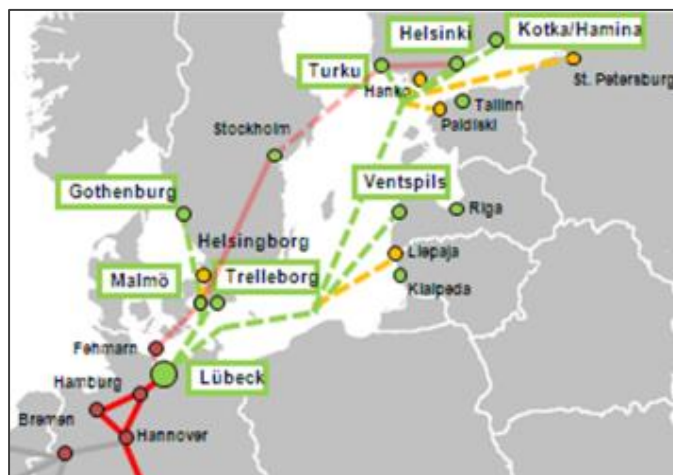 Helsinki
Kotka/Hamina
Turku
Hanko
St. Petersburg
Tallinn
Paldiski
Stockholm
Gothenburg
Ventspils
Riga
Helsingborg
Liepaja
Malmö
Trelleborg
Klaipeda
Fehmarn
Lübeck
Hamburg
Bremen
Hannover